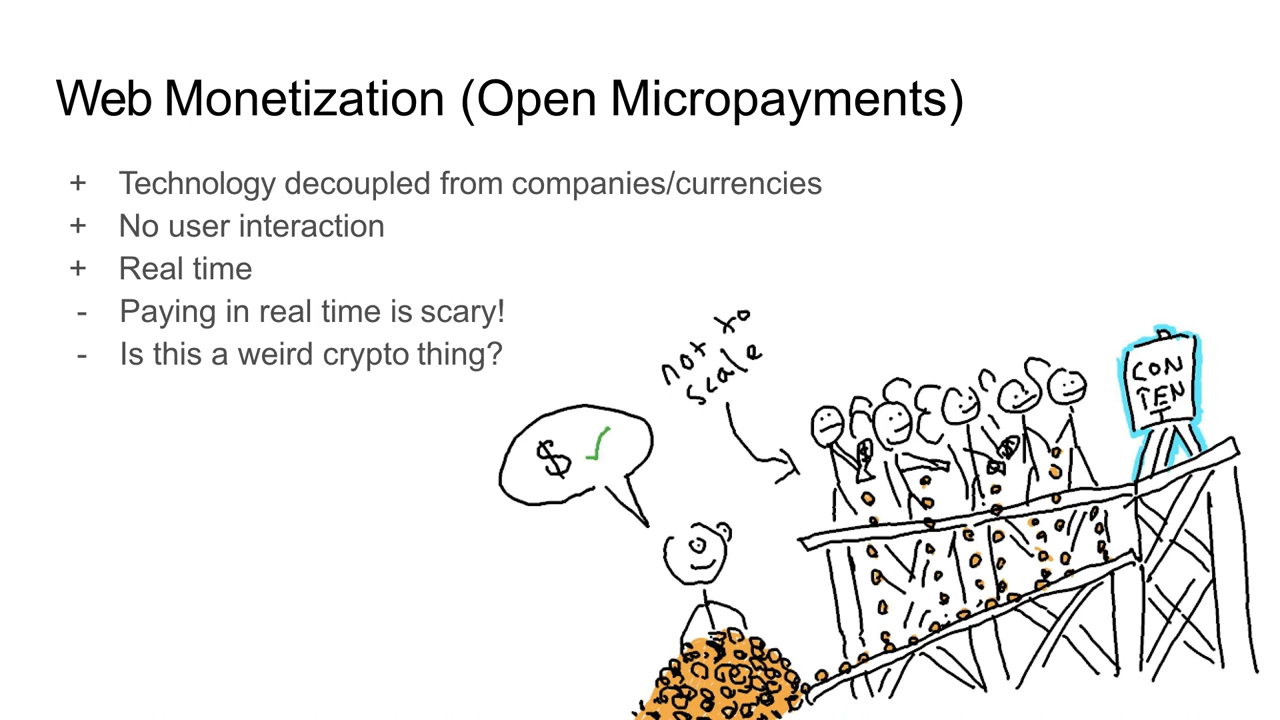 Web Monetization (Open Micropayments)
+ Technology decoupled from companies/currencies
+ No user interaction
+ Real time
- Paying in real time is scary!
- Is this a weird crypto thing?
not to
scale
$
CON
TEN
T